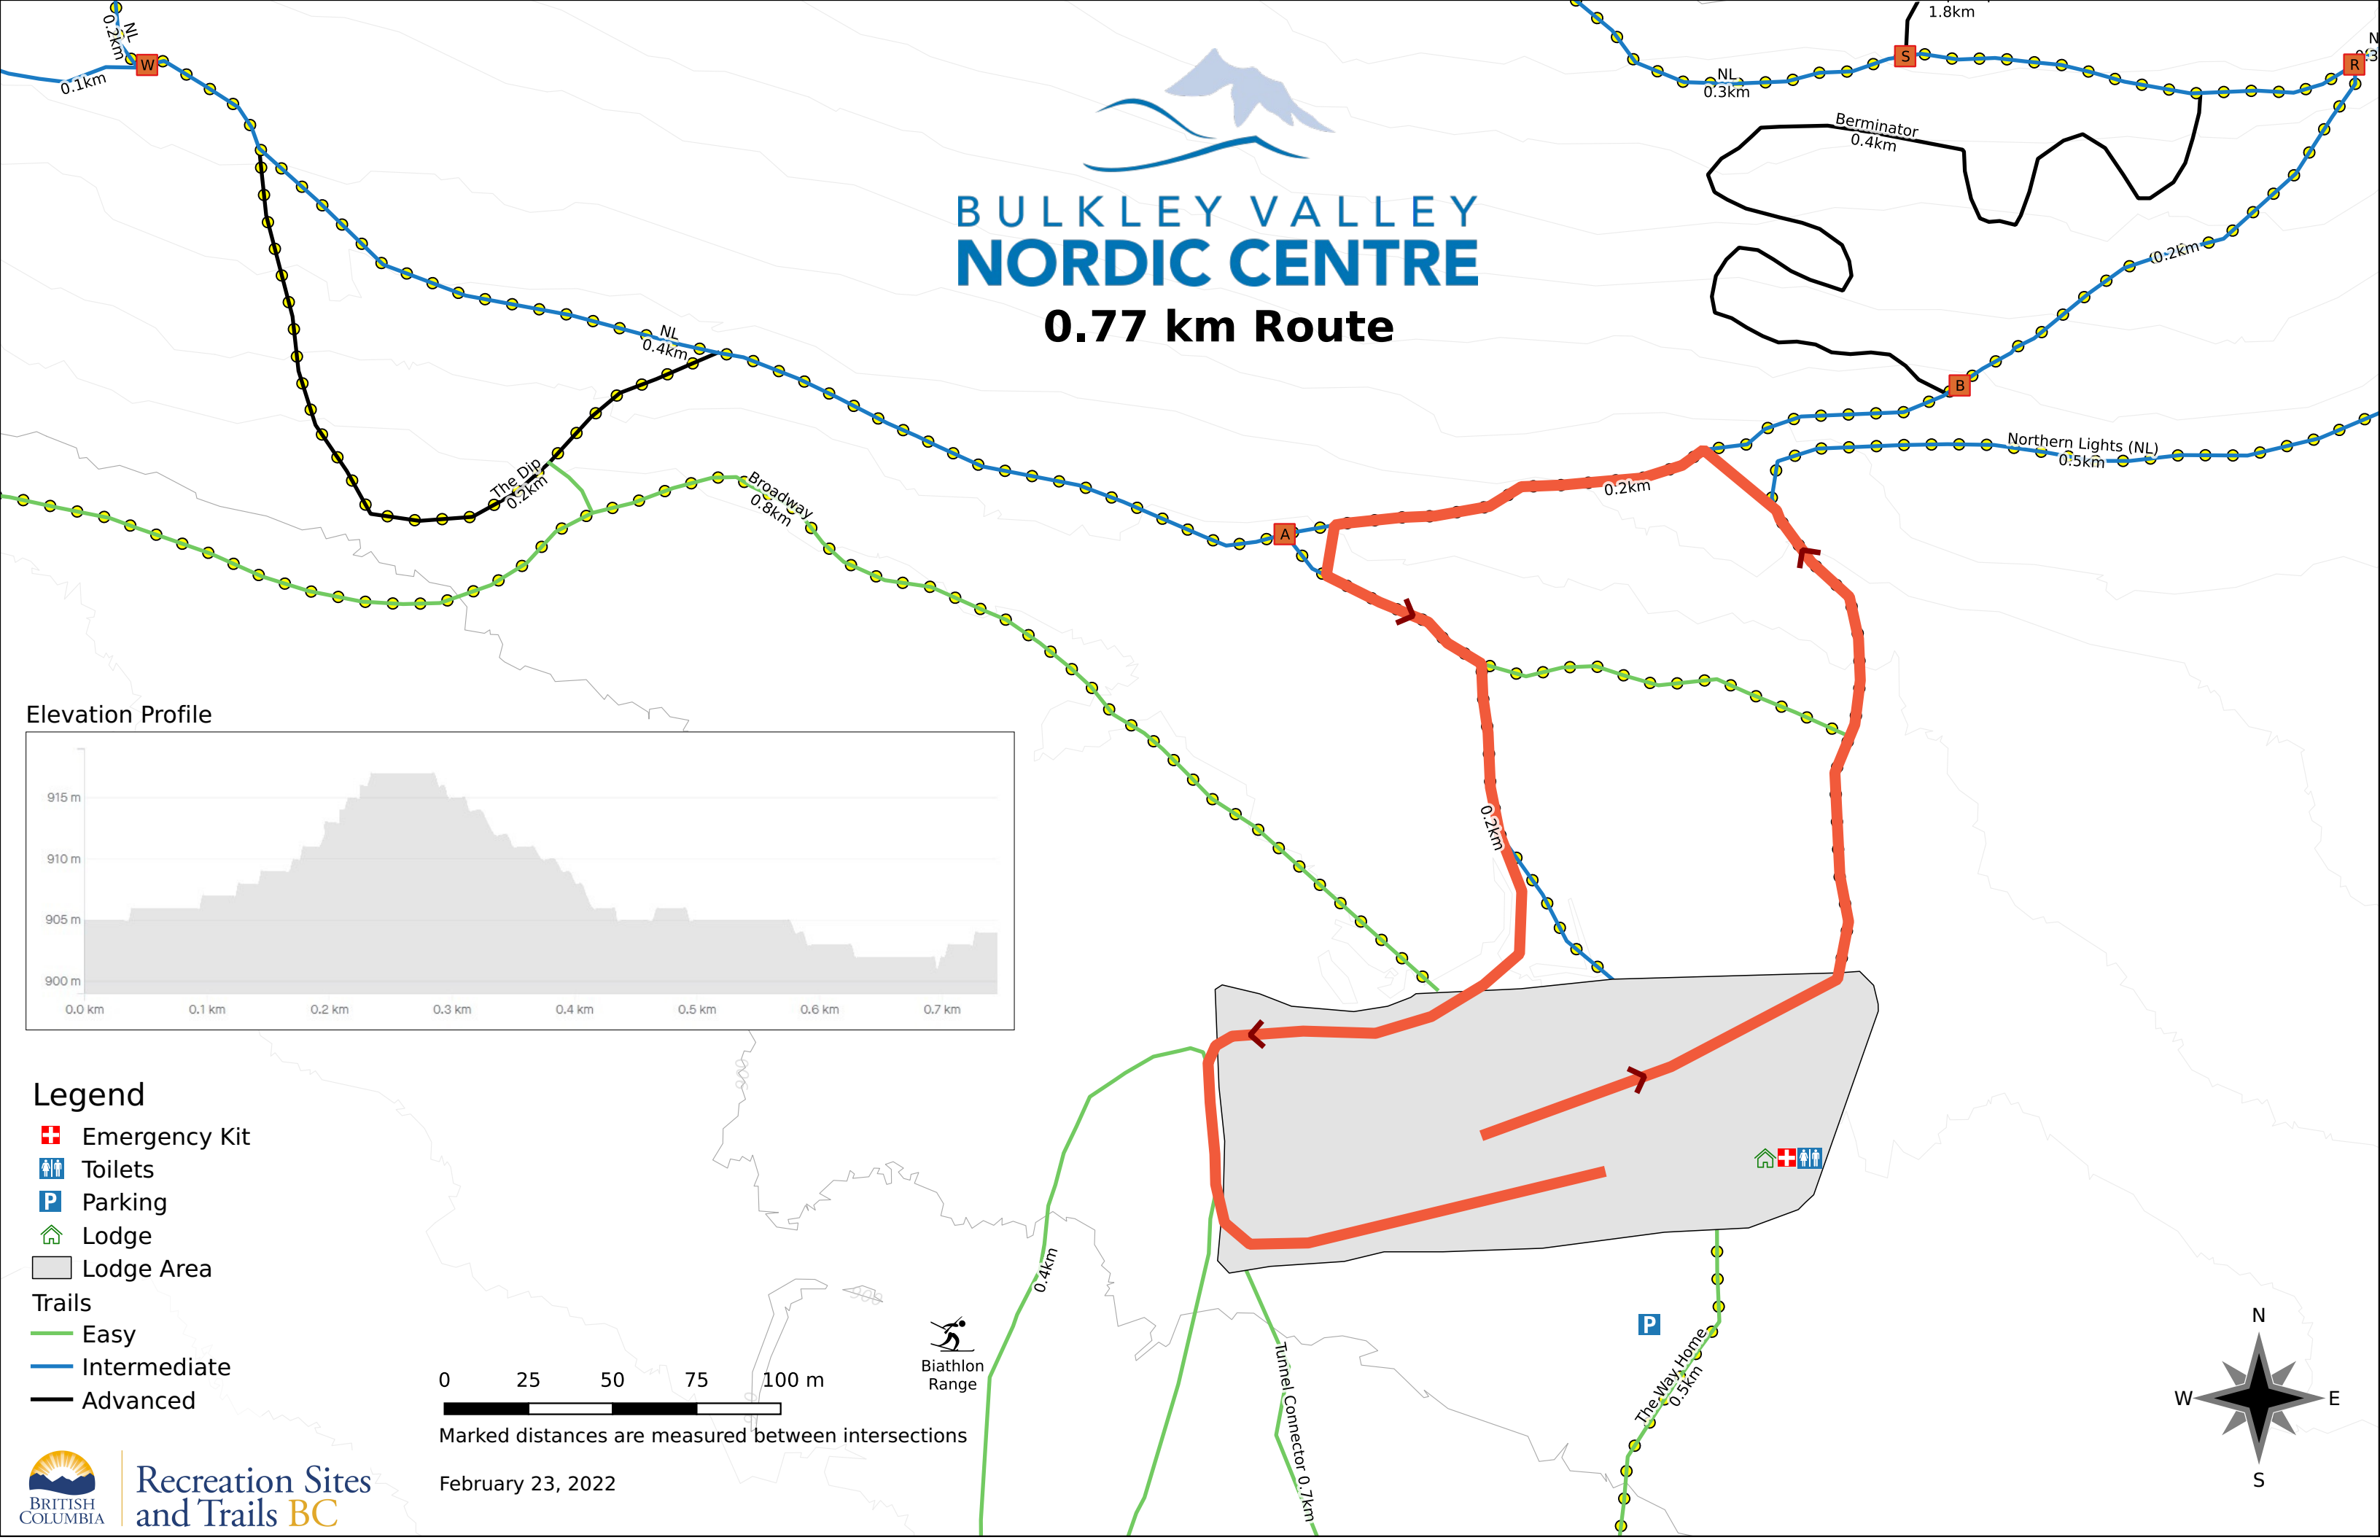 NL
0.2km
W
0.1km
BULKLEY VALLEY
NORDIC CENTRE
0.77 km Route
1.8km
S
R
N
NL
0.3km
Berminator
0.4km
(0.2km
B
NL
0.4km
Northern Lights (NL)
0.5km
The Dip
0.2km
Broadway
0.8km
A
0.2km
0.2km
Elevation Profile
915 m
910 m
905 m
900 m
0.0 km 0.1 km 0.2 km 0.3 km 0.4 km 0.5 km 0.6 km 0.7 km
Legend
Emergency Kit
Toilets
P Parking
Lodge
Lodge Area
Trails
Easy
Intermediate
Advanced
0.4km
Biathlon
Range
Tunnel Connector 0.7km
P
The Way Home
0.5km
0 25 50 75 100 m
Marked distances are measured between intersections
February 23, 2022
BRITISH
COLUMBIA
Recreation Sites
and Trails BC
N
W
E
S